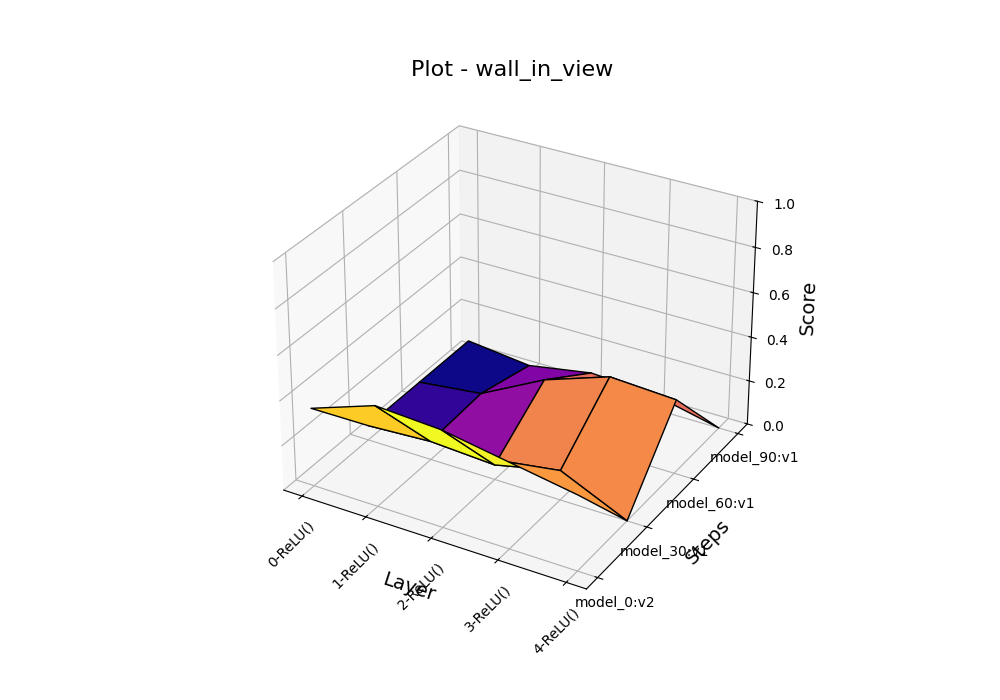 Plot - wall_in_view
1.0
0.8
0.6
0.4
0.2
0.0
Score
model_90:v1
model_60:v1
model_30:v1
model_0:v2
Steps
0-ReLU()
1-ReLU()
2-ReLU()
3-ReLU()
4-ReLU()
Layer